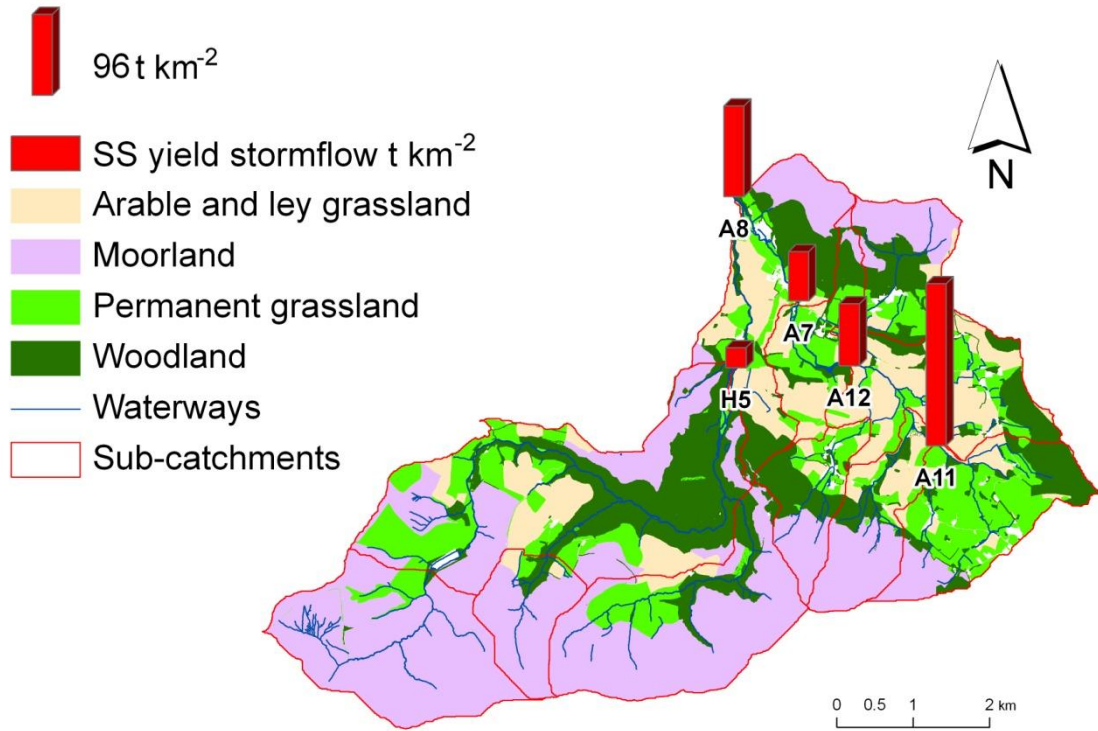 96 t km⁻²
SS yield stormflow t km⁻²
Arable and ley grassland
Moorland
Permanent grassland
Woodland
Waterways
Sub-catchments
N
A8
A7
H5
A12
A11
0 0.5 1 2 km